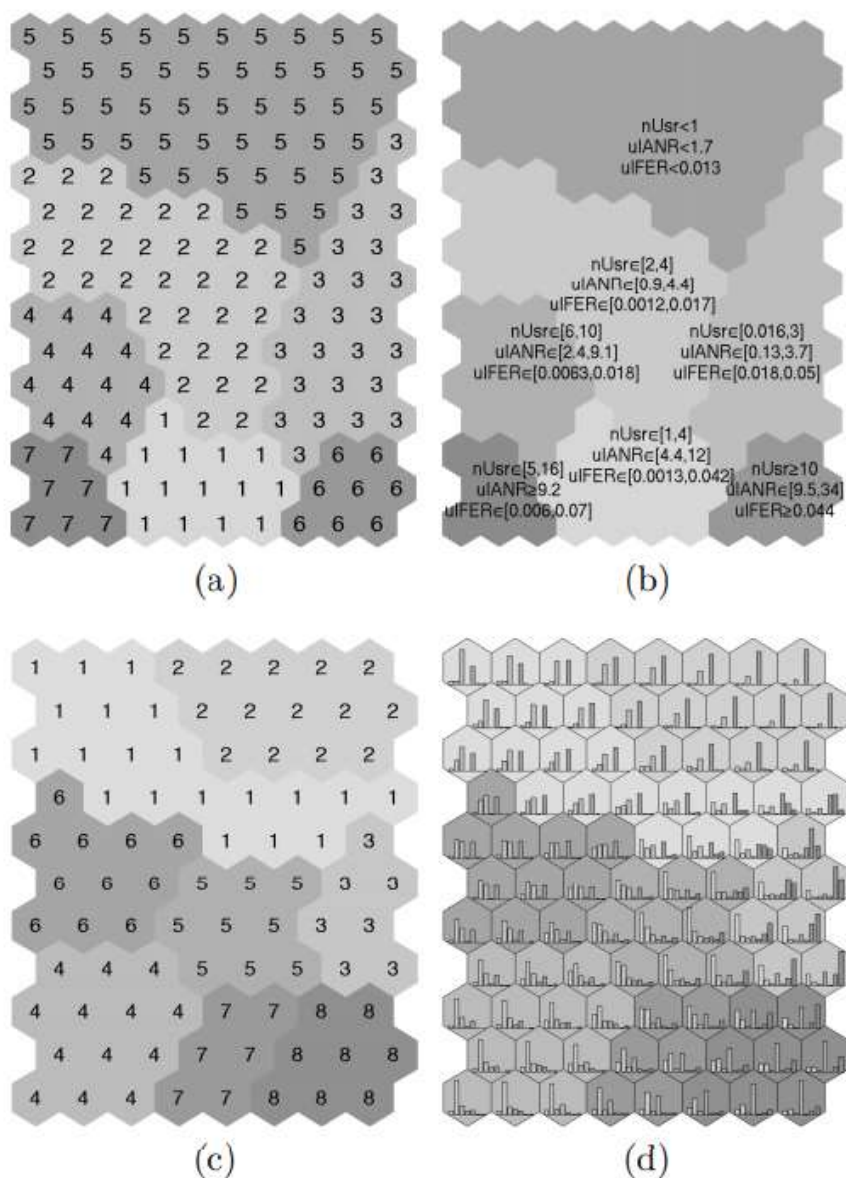 5 5 5 5 5 5 5 5 5 5
5 5 5 5 5 5 5 5 5 5
5 5 5 5 5 5 5 5 5 5
5 5 5 5 5 5 5 5 5 3
2 2 2 5 5 5 5 5 5 3
2 2 2 2 2 5 5 5 3 3
2 2 2 2 2 2 2 5 3 3
2 2 2 2 2 2 2 3 3 3
4 4 4 2 2 2 2 3 3 3
4 4 4 2 2 2 3 3 3 3
4 4 4 4 2 2 2 3 3 3
4 4 4 1 2 2 3 3 3 3
7 7 4 1 1 1 1 3 6 6
7 7 1 1 1 1 1 6 6 6
7 7 7 1 1 1 1 6 6 6
(a)
nUsr<1
ulANR<1.7
ulFER<0.013
nUsr∈[2,4]
ulANR∈[0.9,4.4]
ulFER∈[0.0012,0.017]
nUsr∈[6,10]
ulANR∈[2.4,9.1]
ulFER∈[0.0063,0.018]
nUsr∈[0.016,3]
ulANR∈[0.13,3.7]
ulFER∈[0.018,0.05]
nUsr∈[1,4]
ulANR∈[4.4,12]
ulFER∈[0.0013,0.042]
nUsr∈[5,16]
ulANR≥9.2
ulFER∈[0.006,0.07]
nUsr≥10
ulANR∈[9.5,34]
ulFER≥0.044
(b)
1 1 1 2 2 2 2 2
1 1 1 2 2 2 2 2
1 1 1 1 2 2 2 2
6 1 1 1 1 1 1 1
6 6 6 6 1 1 1 3
6 6 6 5 5 5 3 3
6 6 6 5 5 5 3 3
4 4 4 5 5 5 3 3
4 4 4 4 7 7 8 8
4 4 4 7 7 8 8 8
4 4 4 7 7 8 8 8
(c)
(d)